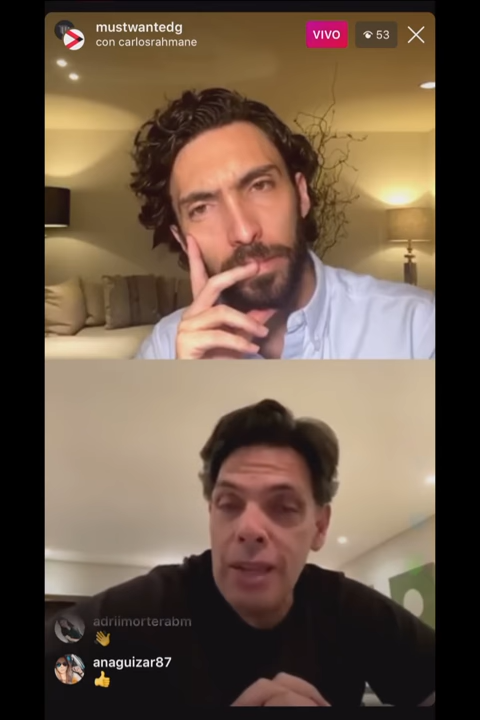 mustwantedg
con carlosrahmane
VIVO
53
adriimorterabm
👋
anaguizar87
👍